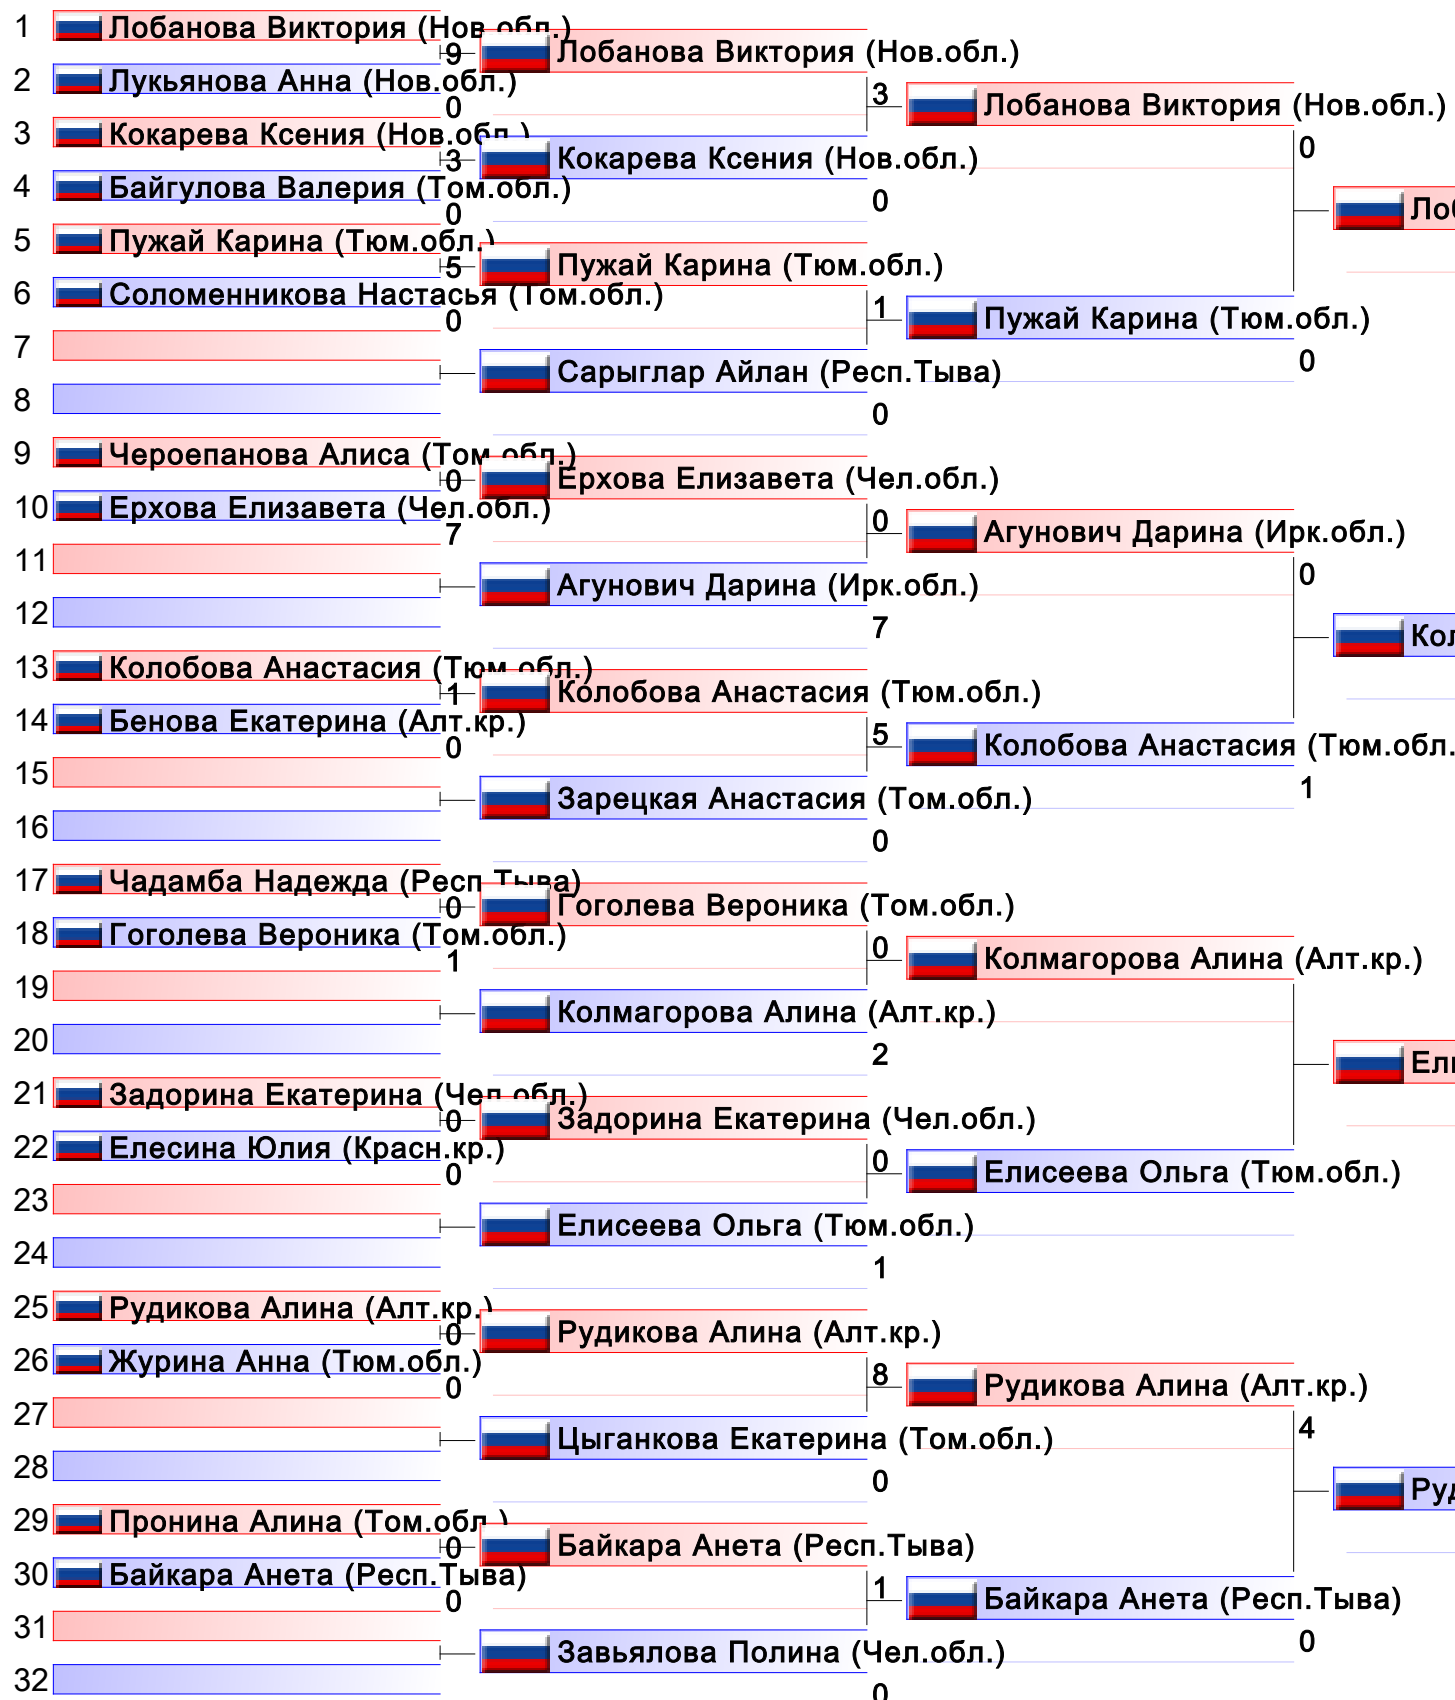 1 Лобанова Виктория (Нов.обл.)
9 Лобанова Виктория (Нов.обл.)
2 Лукьянова Анна (Нов.обл.)
0
3 Лобанова Виктория (Нов.обл.)
3 Кокарева Ксения (Нов.обл.)
0
3 Кокарева Ксения (Нов.обл.)
4 Байгулова Валерия (Том.обл.)
0
0
Лоб
5 Пужай Карина (Тюм.обл.)
5 Пужай Карина (Тюм.обл.)
6 Соломенникова Настасья (Том.обл.)
0
1 Пужай Карина (Тюм.обл.)
7
0
Сарыглар Айлан (Респ.Тыва)
8
0
9 Чероепанова Алиса (Том.обл.)
0 Ерхова Елизавета (Чел.обл.)
10 Ерхова Елизавета (Чел.обл.)
7
0 Агунович Дарина (Ирк.обл.)
11
0
Агунович Дарина (Ирк.обл.)
12
7
Кол
13 Колобова Анастасия (Тюм.обл.)
1 Колобова Анастасия (Тюм.обл.)
14 Бенова Екатерина (Алт.кр.)
0
5 Колобова Анастасия (Тюм.обл.
15
1
Зарецкая Анастасия (Том.обл.)
16
0
17 Чадамба Надежда (Респ.Тыва)
0 Гоголева Вероника (Том.обл.)
18 Гоголева Вероника (Том.обл.)
1
0 Колмагорова Алина (Алт.кр.)
19
Колмагорова Алина (Алт.кр.)
20
2
Ели
21 Задорина Екатерина (Чел.обл.)
0 Задорина Екатерина (Чел.обл.)
22 Елесина Юлия (Красн.кр.)
0
0 Елисеева Ольга (Тюм.обл.)
23
Елисеева Ольга (Тюм.обл.)
24
1
25 Рудикова Алина (Алт.кр.)
0 Рудикова Алина (Алт.кр.)
26 Журина Анна (Тюм.обл.)
0
8 Рудикова Алина (Алт.кр.)
27
4
Цыганкова Екатерина (Том.обл.)
28
0
Руд
29 Пронина Алина (Том.обл.)
0 Байкара Анета (Респ.Тыва)
30 Байкара Анета (Респ.Тыва)
0
1 Байкара Анета (Респ.Тыва)
31
0
Завьялова Полина (Чел.обл.)
32
0